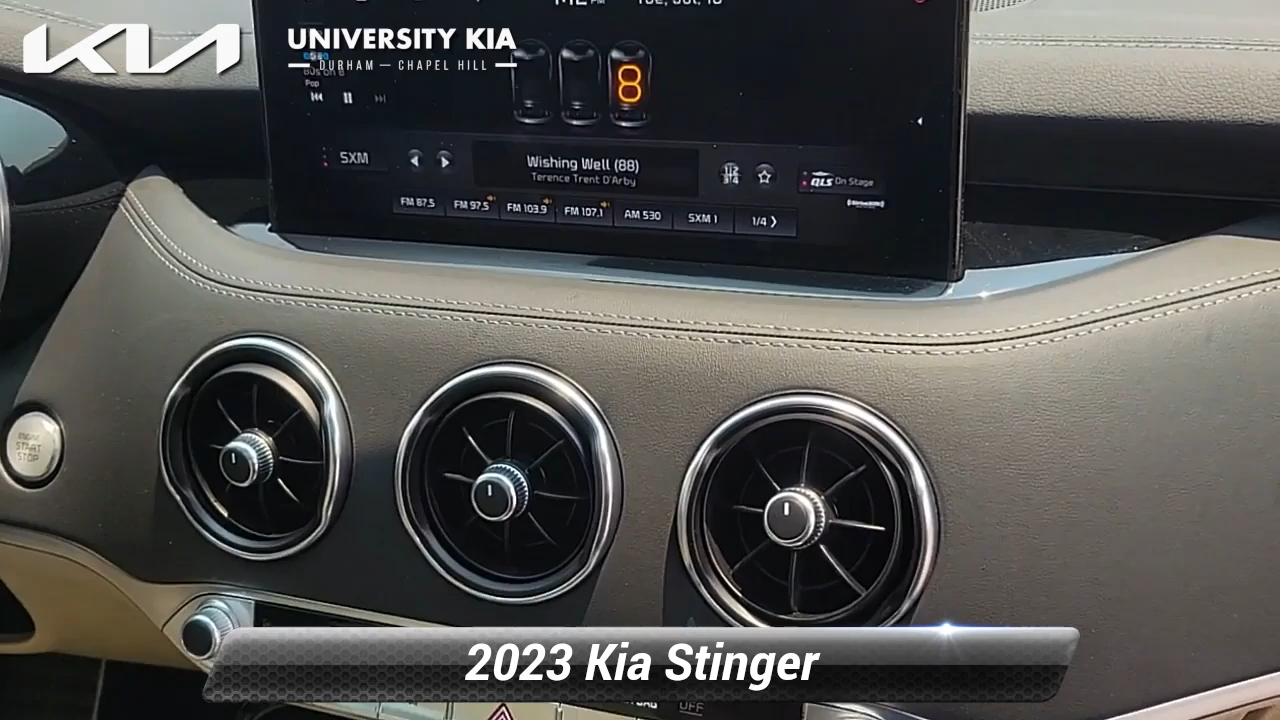 KIA
UNIVERSITY KIA
DURHAM — CHAPEL HILL
Pop
8
SXM
Wishing Well (88)
Terence Trent D'Arby
QLS On Stage
FM 87.5
FM 97.5
FM 103.9
FM 107.1
AM 530
SXM 1
1/4 >
ENGINE
START
STOP
2023 Kia Stinger
OFF